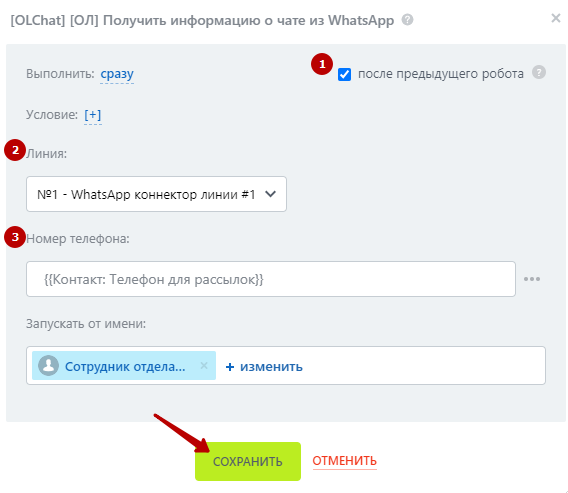 [OLChat] [ОЛ] Получить информацию о чате из WhatsApp ? ×
Выполнить: сразу 1 после предыдущего робота ?
Условие: [+]
2 Линия:
№1 - WhatsApp коннектор линии #1
3 Номер телефона:
{{Контакт: Телефон для рассылок}} •••
Запускать от имени:
Сотрудник отдела... × + изменить
СОХРАНИТЬ ОТМЕНИТЬ